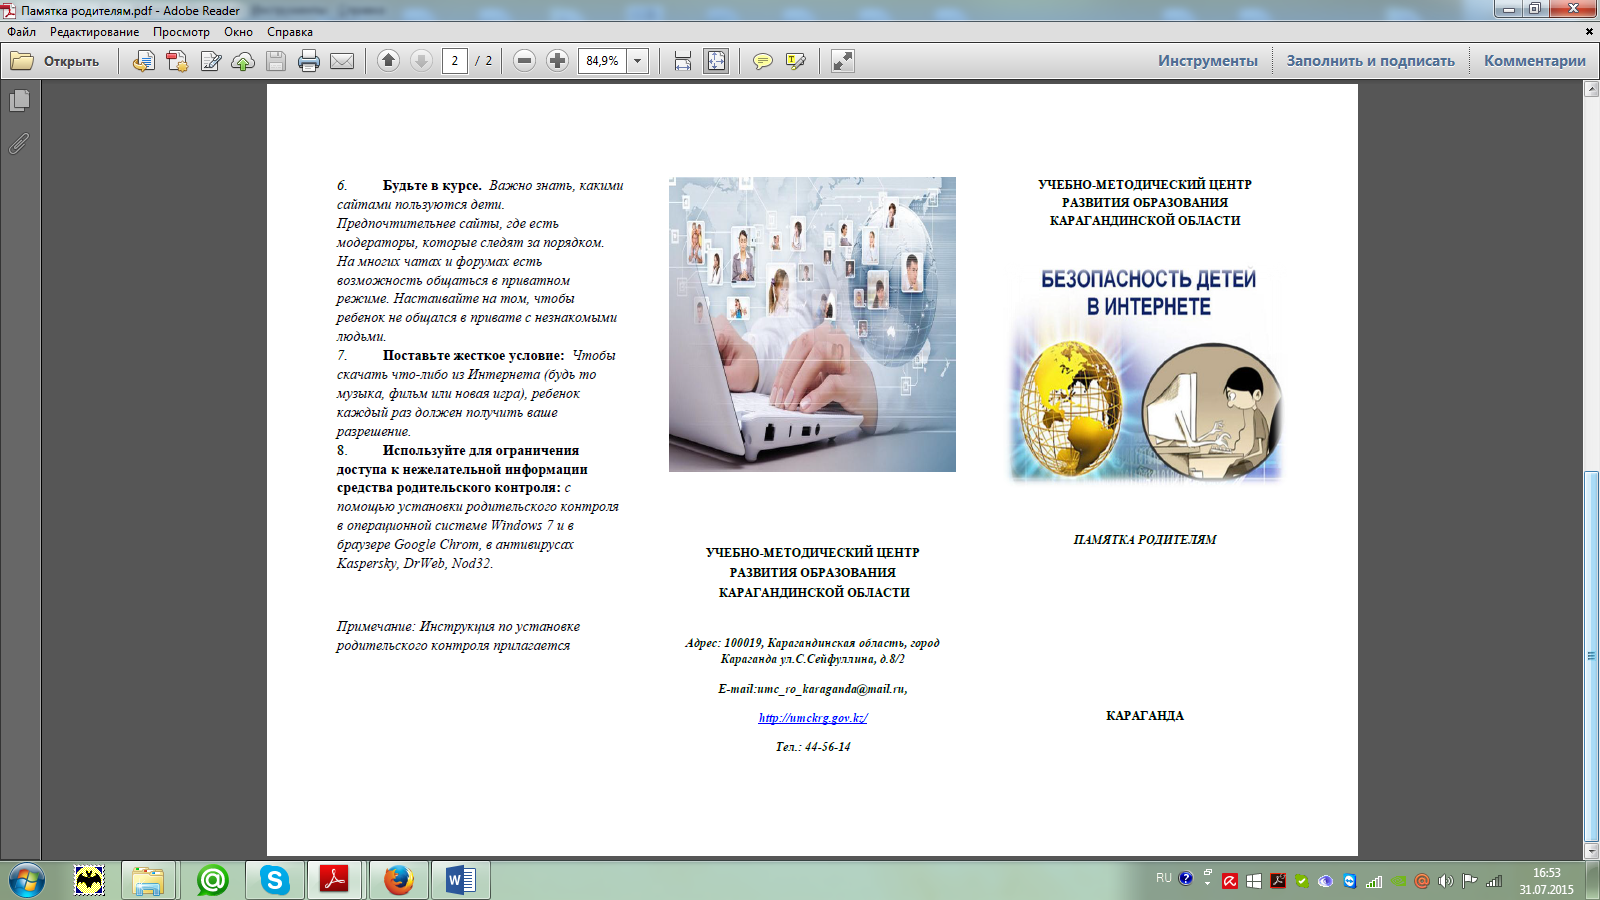 Памятка родителям.pdf - Adobe Reader
Файл Редактирование Просмотр Окно Справка
Открыть
2 / 2
84,9%
Инструменты Заполнить и подписать Комментарии
6. Будьте в курсе. Важно знать, какими
сайтами пользуются дети.
Предпочтительнее сайты, где есть
модераторы, которые следят за порядком.
На многих чатах и форумах есть
возможность общаться в приватном
режиме. Настаивайте на том, чтобы
ребенок не общался в привате с незнакомыми
людьми.
7. Поставьте жесткое условие: Чтобы
скачать что-либо из Интернета (будь то
музыка, фильм или новая игра), ребенок
каждый раз должен получить ваше
разрешение.
8. Используйте для ограничения
доступа к нежелательной информации
средства родительского контроля: с
помощью установки родительского контроля
в операционной системе Windows 7 и в
браузере Google Chrom, в антивирусах
Kaspersky, DrWeb, Nod32.
Примечание: Инструкция по установке
родительского контроля прилагается
УЧЕБНО-МЕТОДИЧЕСКИЙ ЦЕНТР
РАЗВИТИЯ ОБРАЗОВАНИЯ
КАРАГАНДИНСКОЙ ОБЛАСТИ
Адрес: 100019, Карагандинская область, город
Караганда ул.С.Сейфуллина, д.8/2
E-mail:umc_ro_karaganda@mail.ru,
http://umckrg.gov.kz/
Тел.: 44-56-14
УЧЕБНО-МЕТОДИЧЕСКИЙ ЦЕНТР
РАЗВИТИЯ ОБРАЗОВАНИЯ
КАРАГАНДИНСКОЙ ОБЛАСТИ
БЕЗОПАСНОСТЬ ДЕТЕЙ
В ИНТЕРНЕТЕ
ПАМЯТКА РОДИТЕЛЯМ
КАРАГАНДА
RU
16:53
31.07.2015